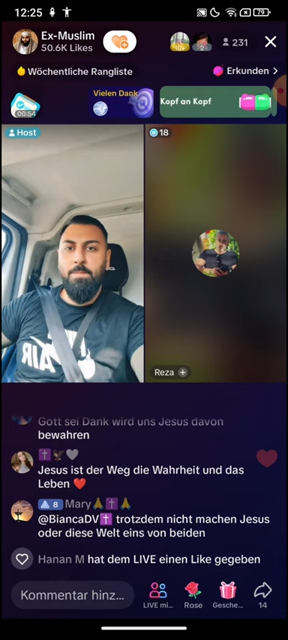 12:25
79
Ex-Muslim
50.6K Likes
231
Wöchentliche Rangliste
Erkunden >
00:54
Vielen Dank
Kopf an Kopf
Host
18
AIR
Reza
Gott sei Dank wird uns Jesus davon
bewahren
Jesus ist der Weg die Wahrheit und das
Leben ❤️
8 Mary🙏✝️🙏
@BiancaDV✝️ trotzdem nicht machen Jesus
oder diese Welt eins von beiden
Hanan M hat dem LIVE einen Like gegeben
Kommentar hinz...
LIVE mi...
Rose
Gesche...
14